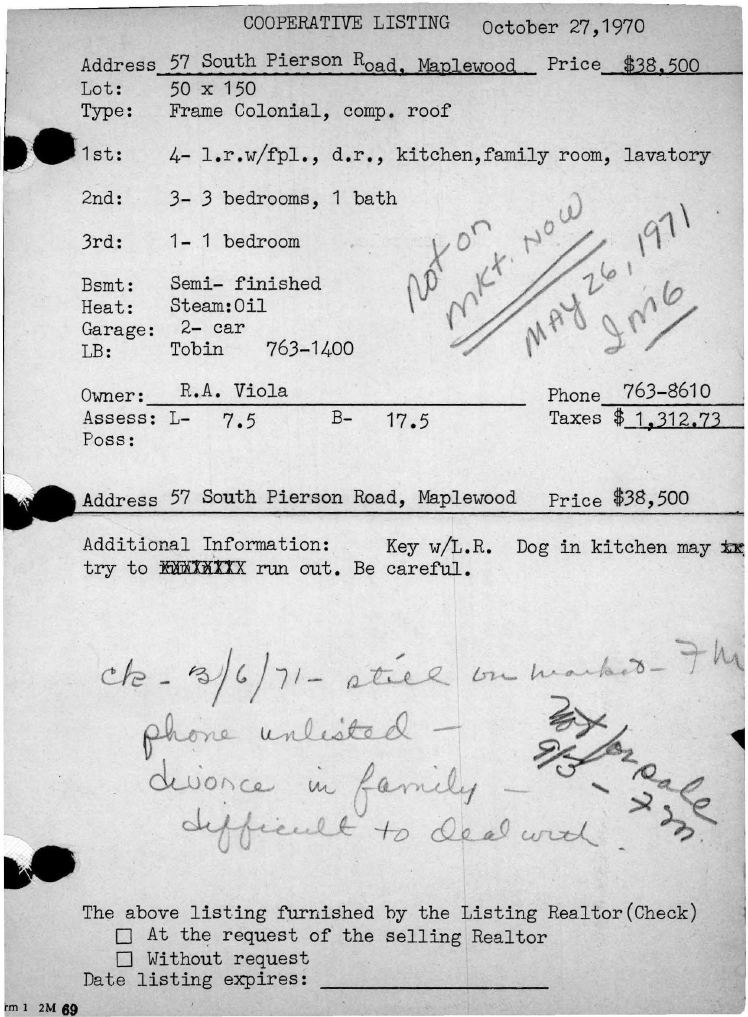 COOPERATIVE LISTING October 27,1970
Address 57 South Pierson Road, Maplewood Price $38,500
Lot: 50 x 150
Type: Frame Colonial, comp. roof
1st: 4- l.r.w/fpl., d.r., kitchen,family room, lavatory
2nd: 3- 3 bedrooms, 1 bath
3rd: 1- 1 bedroom
Not on
mkt. NOW
MAY 26, 1971
Bsmt: Semi- finished
Heat: Steam:Oil
Garage: 2- car
LB: Tobin 763-1400
Owner: R.A. Viola Phone 763-8610
Assess: L- 7.5 B- 17.5 Taxes $ 1,312.73
Poss:
Address 57 South Pierson Road, Maplewood Price $38,500
Additional Information: Key w/L.R. Dog in kitchen may
try to run out. Be careful.
ck - 3/6/71 - still on market - FM
phone unlisted -
divorce in family -
difficult to deal with.
Not for sale
9/3 - FM.
The above listing furnished by the Listing Realtor(Check)
At the request of the selling Realtor
Without request
Date listing expires:
rm 1 2M 69